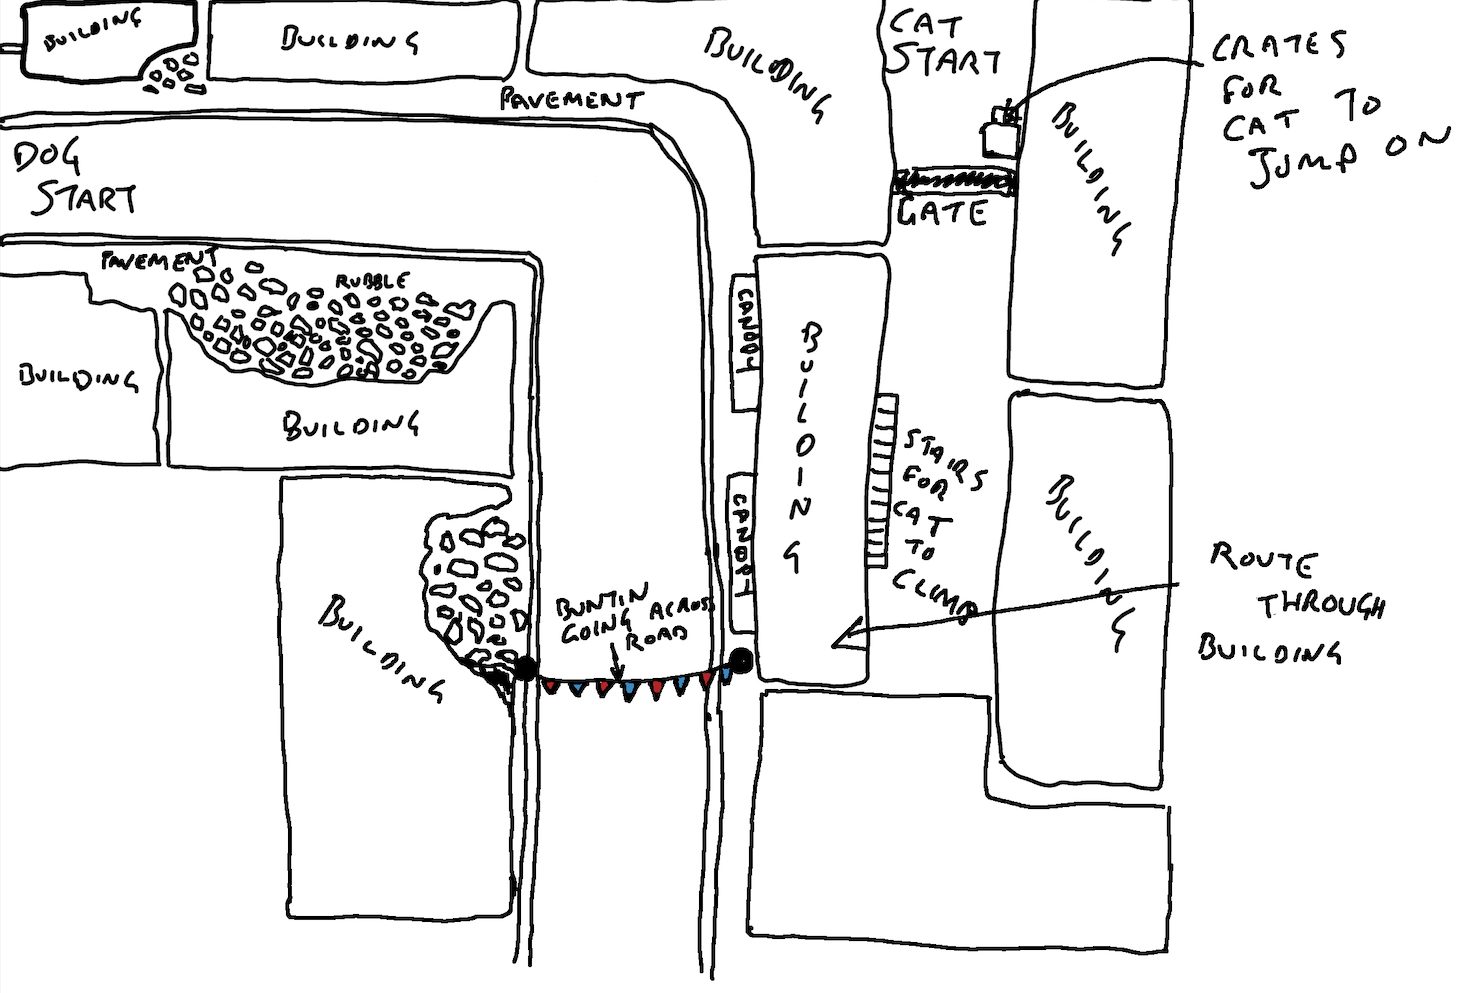 BUILDING
BUILDING
BUILDING
PAVEMENT
CAT
START
CRATES
FOR
CAT TO
JUMP ON
BUILDING
DOG
START
GATE
PAVEMENT
RUBBLE
CANOPY
BUILDING
BUILDING
BUILDING
STAIRS
FOR
CAT
TO
CLIMB
CANOPY
BUILDING
BUNTIN
GOING ACROSS
ROAD
BUILDING
ROUTE
THROUGH
BUILDING